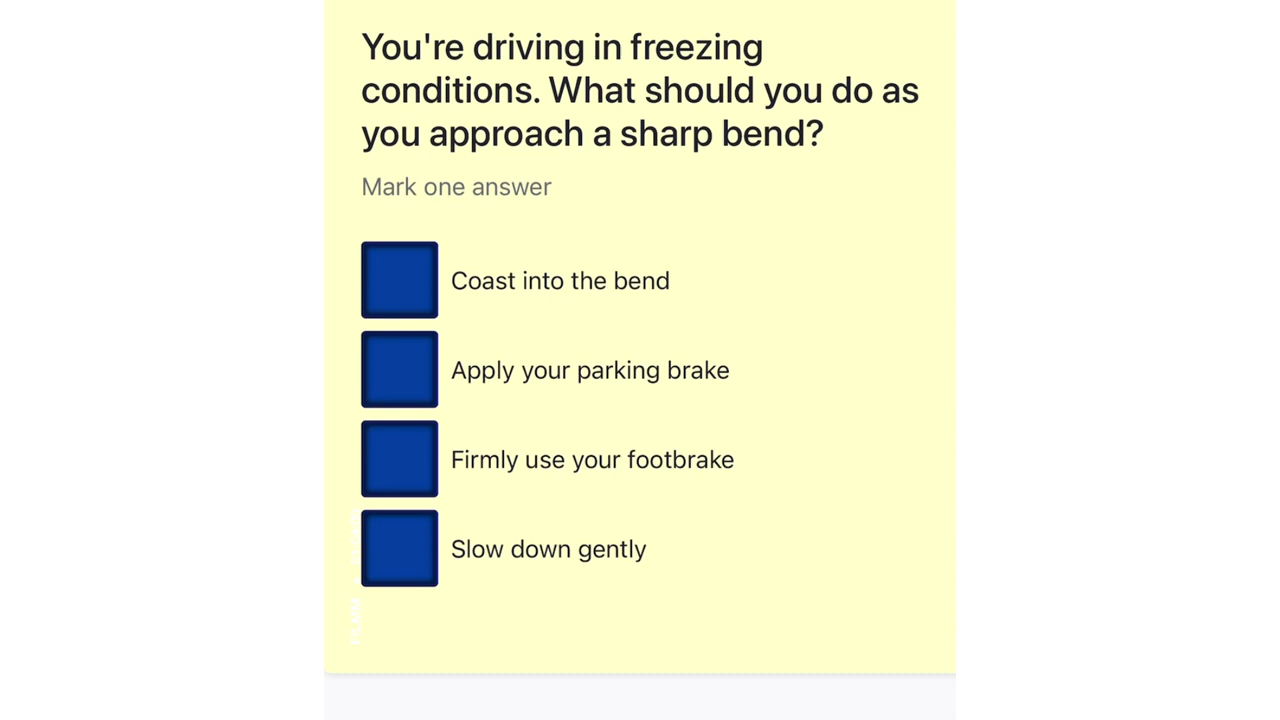 You're driving in freezing
conditions. What should you do as
you approach a sharp bend?
Mark one answer
Coast into the bend
Apply your parking brake
Firmly use your footbrake
Slow down gently